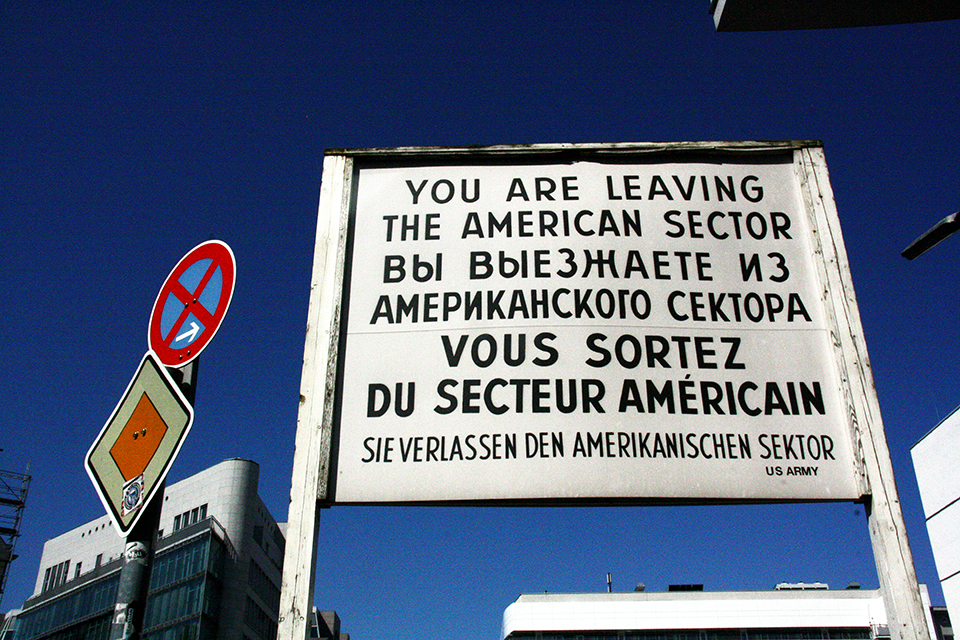 YOU ARE LEAVING
THE AMERICAN SECTOR
ВЫ ВЫЕЗЖАЕТЕ ИЗ
АМЕРИКАНСКОГО СЕКТОРА
VOUS SORTEZ
DU SECTEUR AMÉRICAIN
SIE VERLASSEN DEN AMERIKANISCHEN SEKTOR
US ARMY